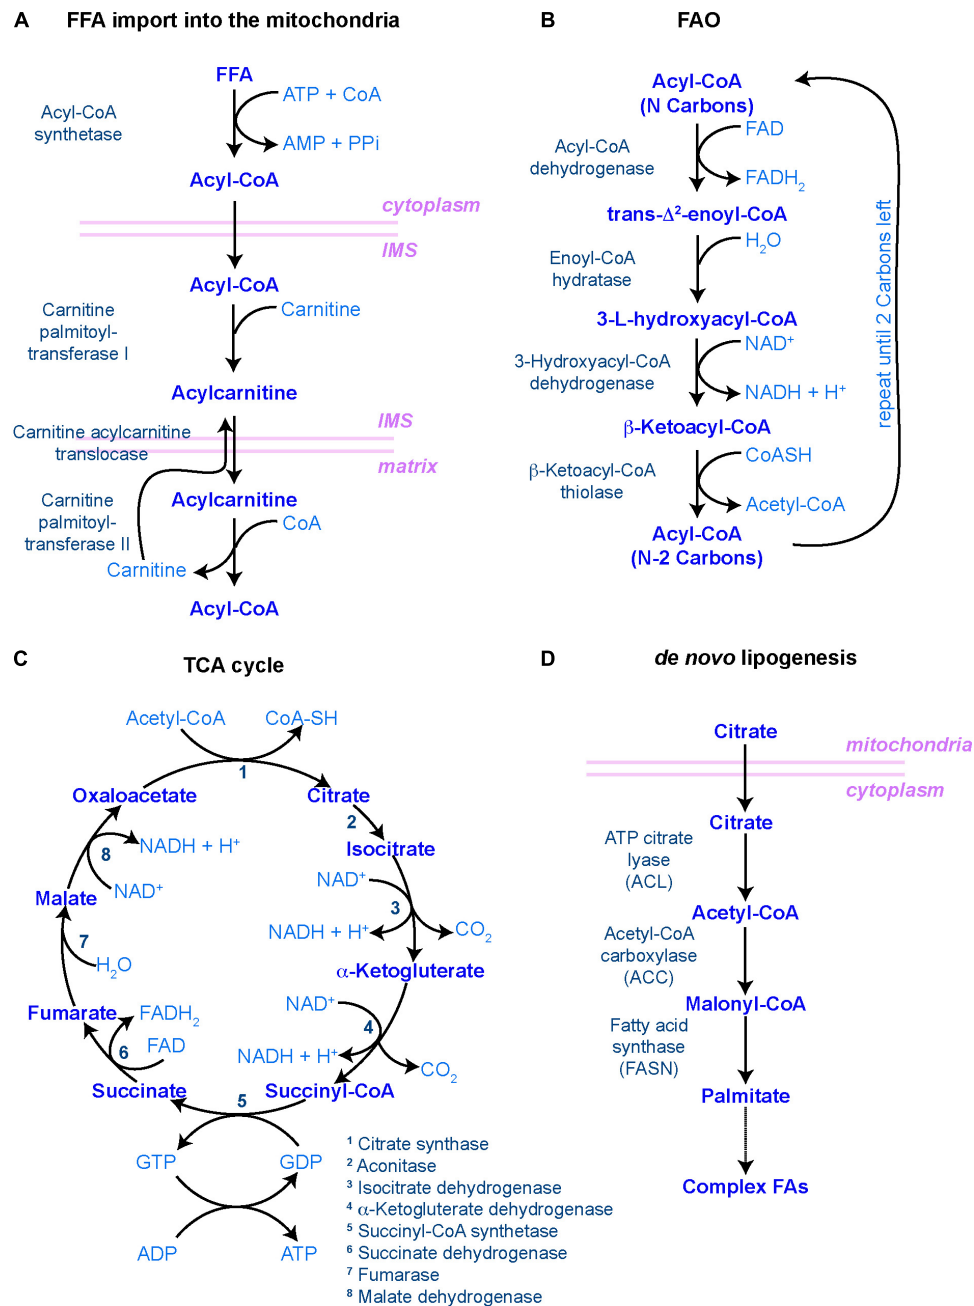 A FFA import into the mitochondria
FFA
ATP + CoA
Acyl-CoA
synthetase
AMP + PPi
Acyl-CoA
cytoplasm
IMS
Acyl-CoA
Carnitine
Carnitine
palmitoyl-
transferase I
Acylcarnitine
IMS
Carnitine acylcarnitine
translocase
matrix
Acylcarnitine
Carnitine
palmitoyl-
transferase II
CoA
Carnitine
Acyl-CoA
B FAO
Acyl-CoA
(N Carbons)
FAD
Acyl-CoA
dehydrogenase
FADH₂
trans-Δ²-enoyl-CoA
H₂O
Enoyl-CoA
hydratase
3-L-hydroxyacyl-CoA
NAD⁺
3-Hydroxyacyl-CoA
dehydrogenase
NADH + H⁺
β-Ketoacyl-CoA
CoASH
β-Ketoacyl-CoA
thiolase
Acetyl-CoA
Acyl-CoA
(N-2 Carbons)
repeat until 2 Carbons left
C TCA cycle
Acetyl-CoA
CoA-SH
1
Oxaloacetate
Citrate
2
Isocitrate
NAD⁺
3
NADH + H⁺
CO₂
α-Ketogluterate
NAD⁺
4
NADH + H⁺
CO₂
Succinyl-CoA
5
Succinate
GTP
GDP
ADP
ATP
6
FAD
FADH₂
Fumarate
H₂O
7
Malate
NAD⁺
8
NADH + H⁺
¹ Citrate synthase
² Aconitase
³ Isocitrate dehydrogenase
⁴ α-Ketogluterate dehydrogenase
⁵ Succinyl-CoA synthetase
⁶ Succinate dehydrogenase
⁷ Fumarase
⁸ Malate dehydrogenase
D de novo lipogenesis
Citrate
mitochondria
cytoplasm
Citrate
ATP citrate
lyase
(ACL)
Acetyl-CoA
Acetyl-CoA
carboxylase
(ACC)
Malonyl-CoA
Fatty acid
synthase
(FASN)
Palmitate
Complex FAs